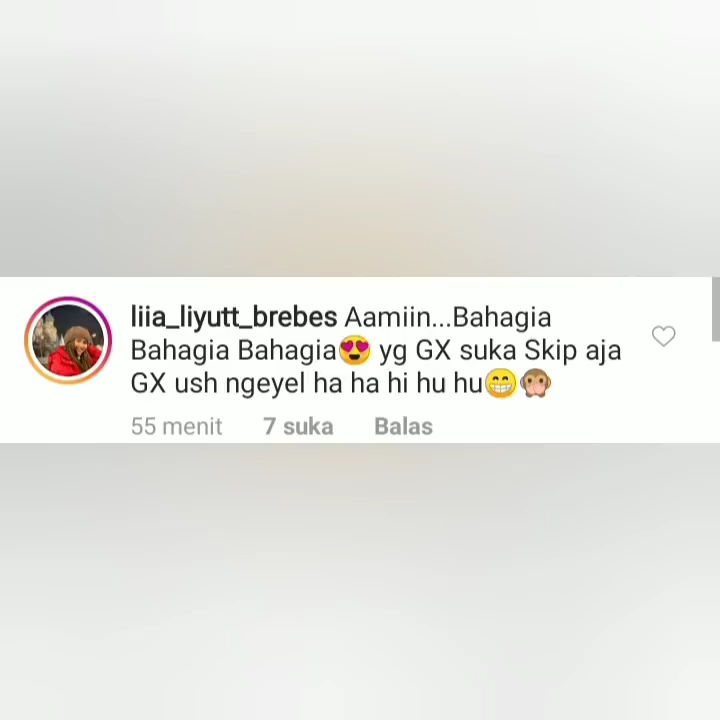 liia_liyutt_brebes Aamiin...Bahagia
Bahagia Bahagia😍 yg GX suka Skip aja
GX ush ngeyel ha ha hi hu hu😁🙊
55 menit 7 suka Balas